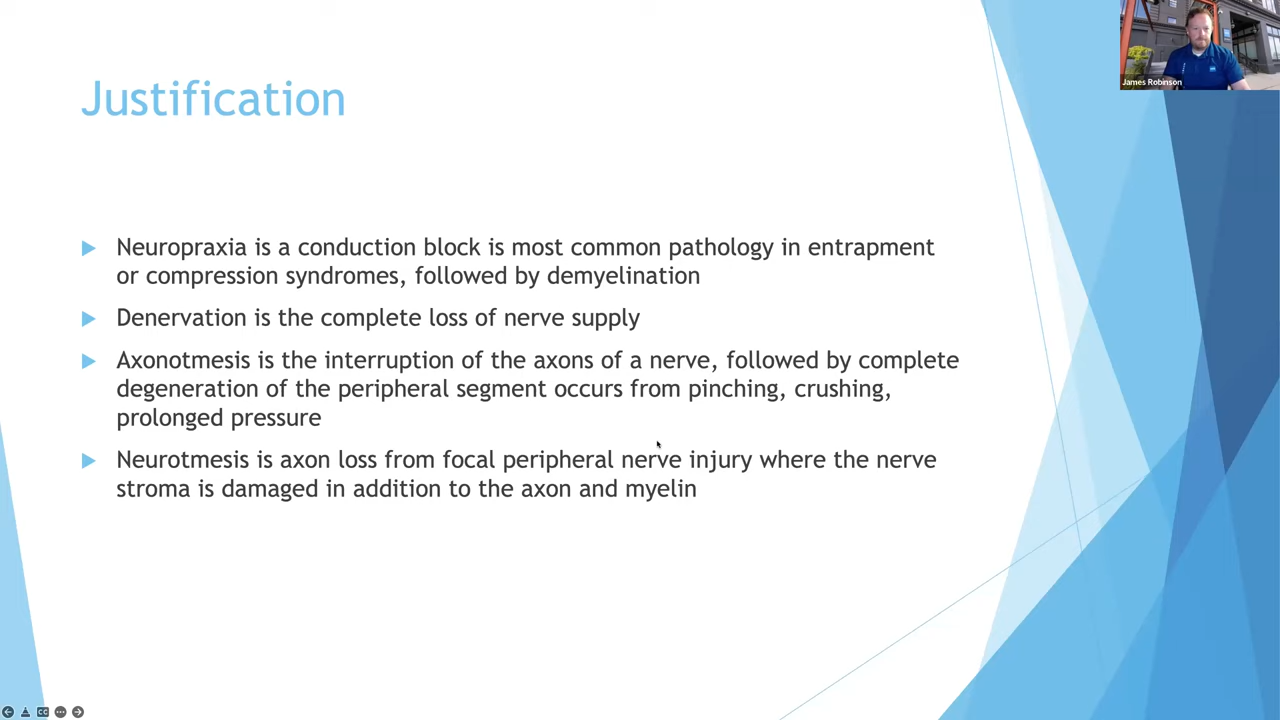 Justification
James Robinson
Neuropraxia is a conduction block is most common pathology in entrapment
or compression syndromes, followed by demyelination
Denervation is the complete loss of nerve supply
Axonotmesis is the interruption of the axons of a nerve, followed by complete
degeneration of the peripheral segment occurs from pinching, crushing,
prolonged pressure
Neurotmesis is axon loss from focal peripheral nerve injury where the nerve
stroma is damaged in addition to the axon and myelin
CC